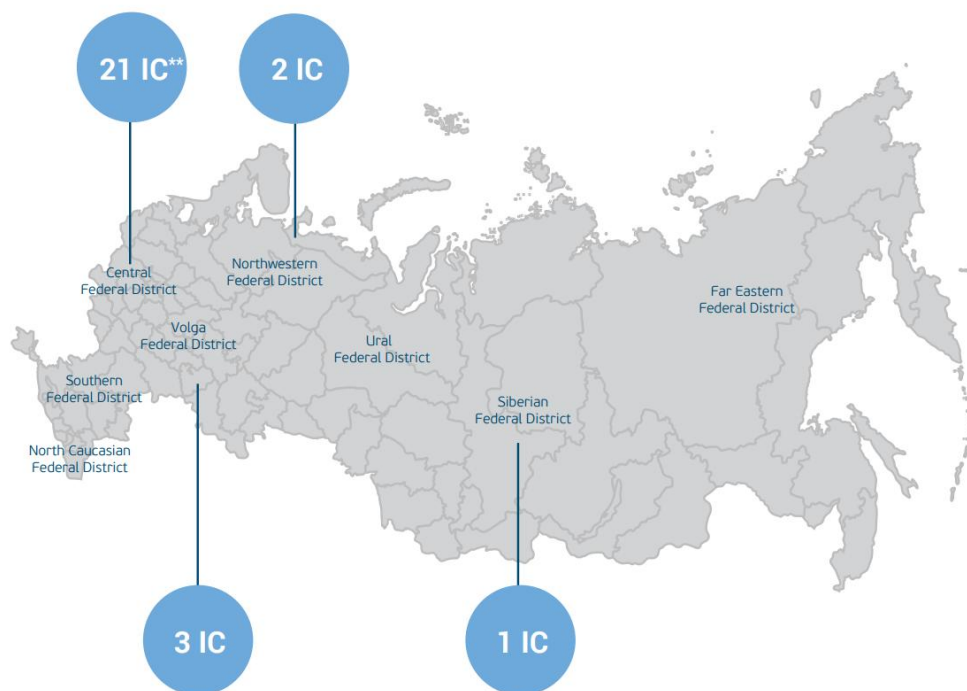 21 IC**
2 IC
Central
Federal District
Northwestern
Federal District
Far Eastern
Federal District
Volga
Federal District
Ural
Federal District
Southern
Federal District
Siberian
Federal District
North Caucasian
Federal District
3 IC
1 IC